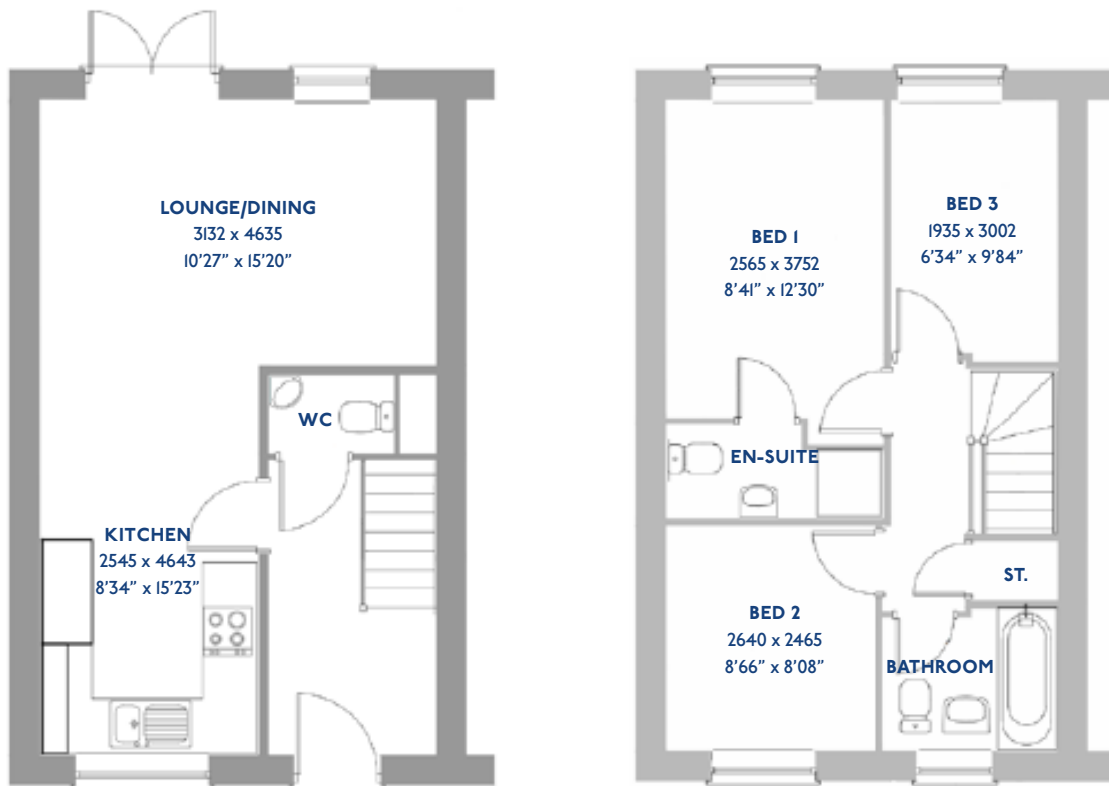 LOUNGE/DINING
3132 x 4635
10’27” x 15’20”
WC
KITCHEN
2545 x 4643
8’34” x 15’23”
BED 1
2565 x 3752
8’41” x 12’30”
BED 3
1935 x 3002
6’34” x 9’84”
EN-SUITE
BED 2
2640 x 2465
8’66” x 8’08”
ST.
BATHROOM